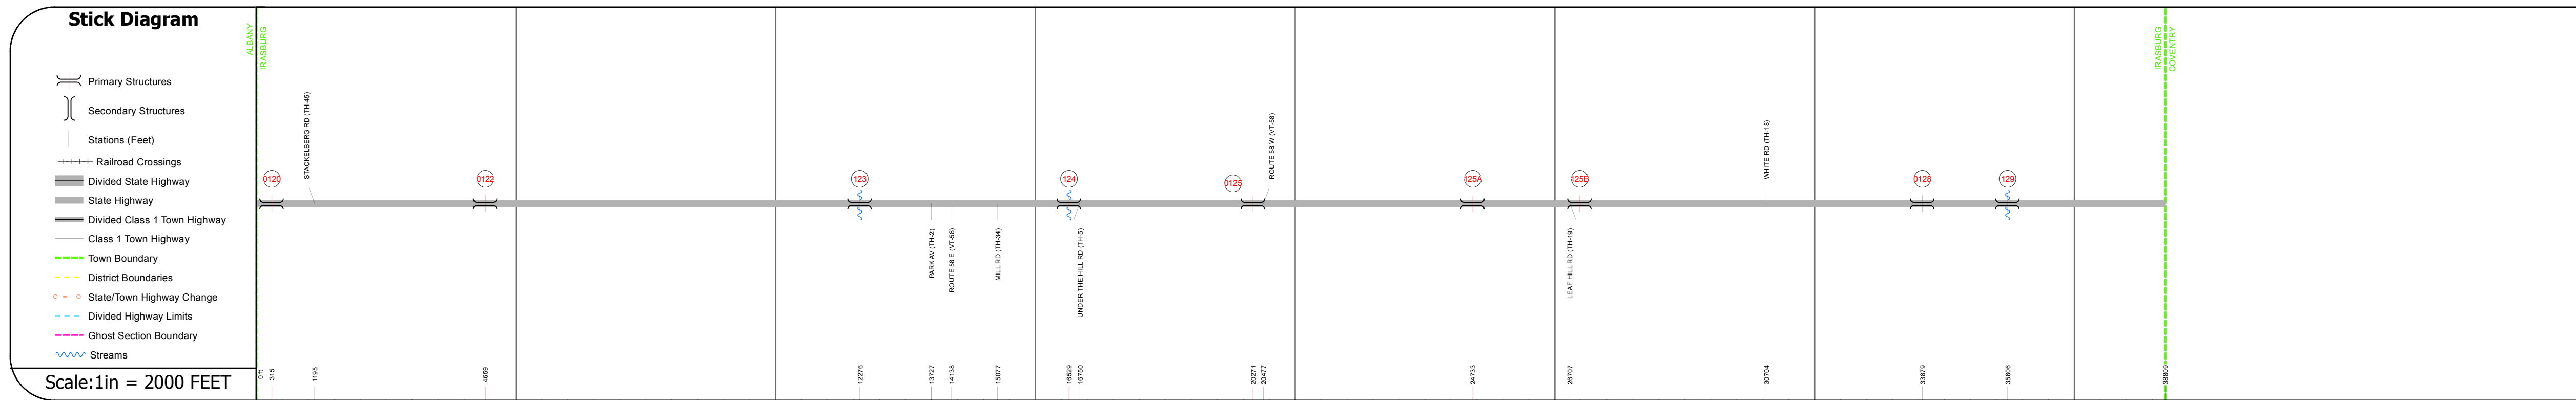 Stick Diagram
Primary Structures
Secondary Structures
Stations (Feet)
Railroad Crossings
Divided State Highway
State Highway
Divided Class 1 Town Highway
Class 1 Town Highway
Town Boundary
District Boundaries
State/Town Highway Change
Divided Highway Limits
Ghost Section Boundary
Streams
Scale:1in = 2000 FEET
ALBANY
IRASBURG
IRASBURG
COVENTRY
0120
STACKELBERG RD (TH-45)
0122
123
PARK AV (TH-2)
ROUTE 58 E (VT-58)
MILL RD (TH-34)
124
UNDER THE HILL RD (TH-5)
0125
ROUTE 58 W (VT-58)
125A
125B
LEAF HILL RD (TH-19)
WHITE RD (TH-18)
0128
129
0 ft
315
1195
4659
12276
13727
14138
15077
16529
16750
20271
20477
24733
26707
30704
33879
35606
38809